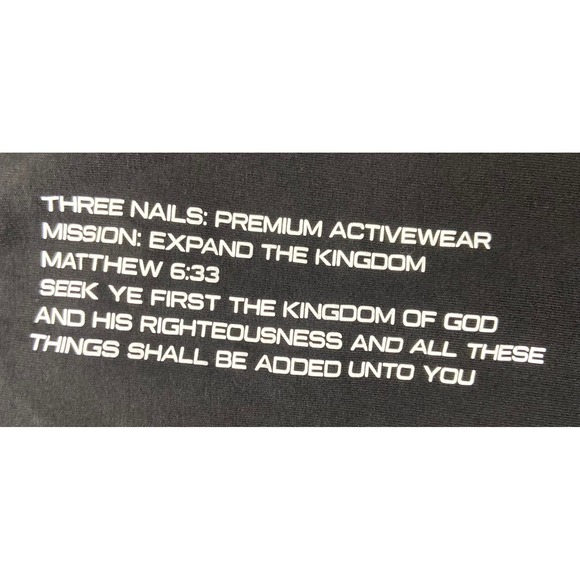 THREE NAILS: PREMIUM ACTIVEWEAR
MISSION: EXPAND THE KINGDOM
MATTHEW 6:33
SEEK YE FIRST THE KINGDOM OF GOD
AND HIS RIGHTEOUSNESS AND ALL THESE
THINGS SHALL BE ADDED UNTO YOU